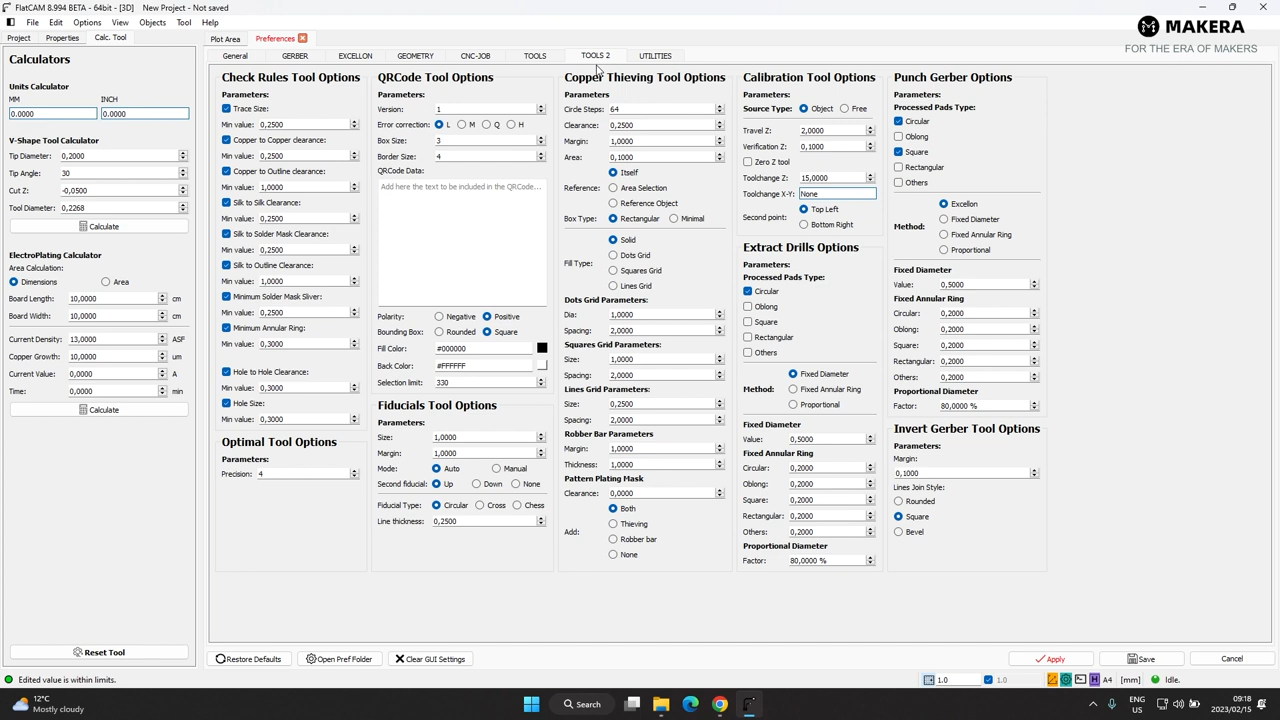 FlatCAM 8.994 BETA - 64bit - [3D] New Project - Not saved
File Edit Options View Objects Tool Help
MAKERA
FOR THE ERA OF MAKERS
Project Properties Calc. Tool
Plot Area Preferences
General GERBER EXCELLON GEOMETRY CNC-JOB TOOLS TOOLS 2 UTILITIES
Calculators
Units Calculator
MM INCH
0.0000 0.0000
V-Shape Tool Calculator
Tip Diameter: 0,2000
Tip Angle: 30
Cut Z: -0,0500
Tool Diameter: 0,2268
Calculate
ElectroPlating Calculator
Area Calculation:
Dimensions Area
Board Length: 10,0000 cm
Board Width: 10,0000 cm
Current Density: 13,0000 ASF
Copper Growth: 10,0000 um
Current Value: 0,0000 A
Time: 0,0000 min
Calculate
Reset Tool
Check Rules Tool Options
Parameters:
Trace Size:
Min value: 0,2500
Copper to Copper clearance:
Min value: 0,2500
Copper to Outline clearance:
Min value: 1,0000
Silk to Silk Clearance:
Min value: 0,2500
Silk to Solder Mask Clearance:
Min value: 0,2500
Silk to Outline Clearance:
Min value: 1,0000
Minimum Solder Mask Sliver:
Min value: 0,2500
Minimum Annular Ring:
Min value: 0,3000
Hole to Hole Clearance:
Min value: 0,3000
Hole Size:
Min value: 0,3000
Optimal Tool Options
Parameters:
Precision: 4
QRCode Tool Options
Parameters:
Version: 1
Error correction: L M Q H
Box Size: 3
Border Size: 4
QRCode Data:
Add here the text to be included in the QRCode...
Polarity: Negative Positive
Bounding Box: Rounded Square
Fill Color: #000000
Back Color: #FFFFFF
Selection limit: 330
Fiducials Tool Options
Parameters:
Size: 1,0000
Margin: 1,0000
Mode: Auto Manual
Second fiducial: Up Down None
Fiducial Type: Circular Cross Chess
Line thickness: 0,2500
Copper Thieving Tool Options
Parameters
Circle Steps: 64
Clearance: 0,2500
Margin: 1,0000
Area: 0,1000
Itself
Reference: Area Selection
Reference Object
Box Type: Rectangular Minimal
Solid
Dots Grid
Fill Type:
Squares Grid
Lines Grid
Dots Grid Parameters:
Dia: 1,0000
Spacing: 2,0000
Squares Grid Parameters:
Size: 1,0000
Spacing: 2,0000
Lines Grid Parameters:
Size: 0,2500
Spacing: 2,0000
Robber Bar Parameters
Margin: 1,0000
Thickness: 1,0000
Pattern Plating Mask
Clearance: 0,0000
Both
Thieving
Add:
Robber bar
None
Calibration Tool Options
Parameters:
Source Type: Object Free
Travel Z: 2,0000
Verification Z: 0,1000
Zero Z tool
Toolchange Z: 15,0000
Toolchange X-Y: None
Top Left
Second point:
Bottom Right
Extract Drills Options
Parameters:
Processed Pads Type:
Circular
Oblong
Square
Rectangular
Others
Fixed Diameter
Method: Fixed Annular Ring
Proportional
Fixed Diameter
Value: 0,5000
Fixed Annular Ring
Circular: 0,2000
Oblong: 0,2000
Square: 0,2000
Rectangular: 0,2000
Others: 0,2000
Proportional Diameter
Factor: 80,0000 %
Punch Gerber Options
Parameters:
Processed Pads Type:
Circular
Oblong
Square
Rectangular
Others
Excellon
Fixed Diameter
Method:
Fixed Annular Ring
Proportional
Fixed Diameter
Value: 0,5000
Fixed Annular Ring
Circular: 0,2000
Oblong: 0,2000
Square: 0,2000
Rectangular: 0,2000
Others: 0,2000
Proportional Diameter
Factor: 80,0000 %
Invert Gerber Tool Options
Parameters:
Margin:
0,1000
Lines Join Style:
Rounded
Square
Bevel
Restore Defaults Open Pref Folder Clear GUI Settings Apply Save Cancel
Edited value is within limits. 1.0 1.0 H A4 [mm] Idle.
12°C
Mostly cloudy
Search
ENG
US
09:18
2023/02/15